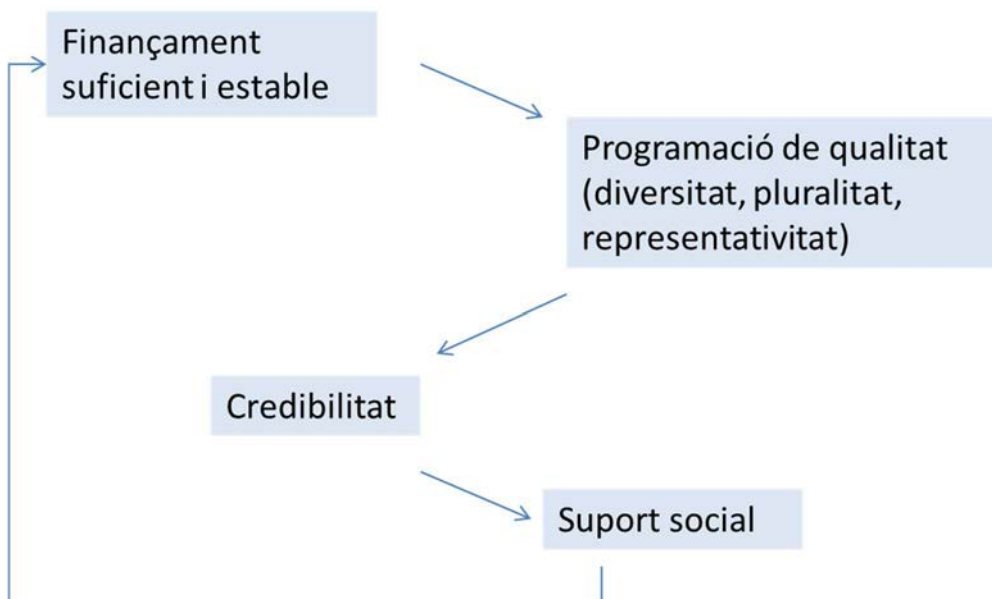 Finançament
suficient i estable
Programació de qualitat
(diversitat, pluralitat,
representativitat)
Credibilitat
Suport social